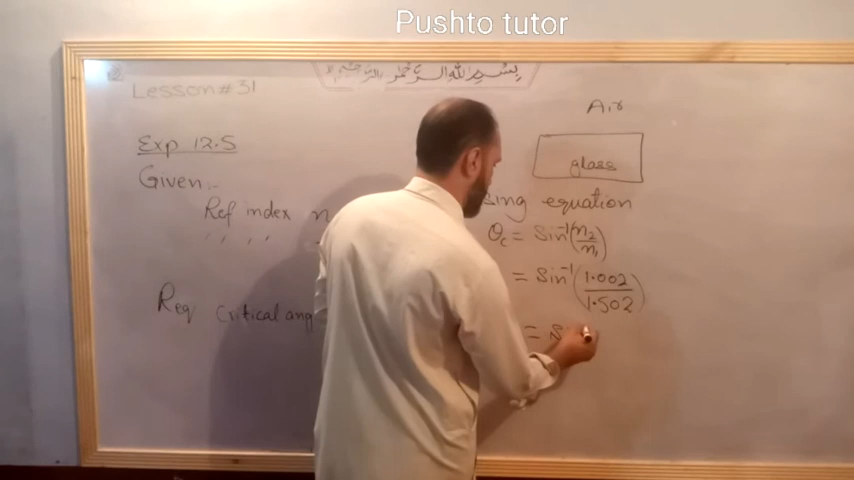 Pushto tutor
بسم الله الرحمن الرحيم
Lesson#31
Exp 12.5
Given:-
Ref index n
Req critical ang
Air
glass
sing equation
θc = Sin⁻¹(n₂/n₁)
= Sin⁻¹(1.002/1.502)
= S